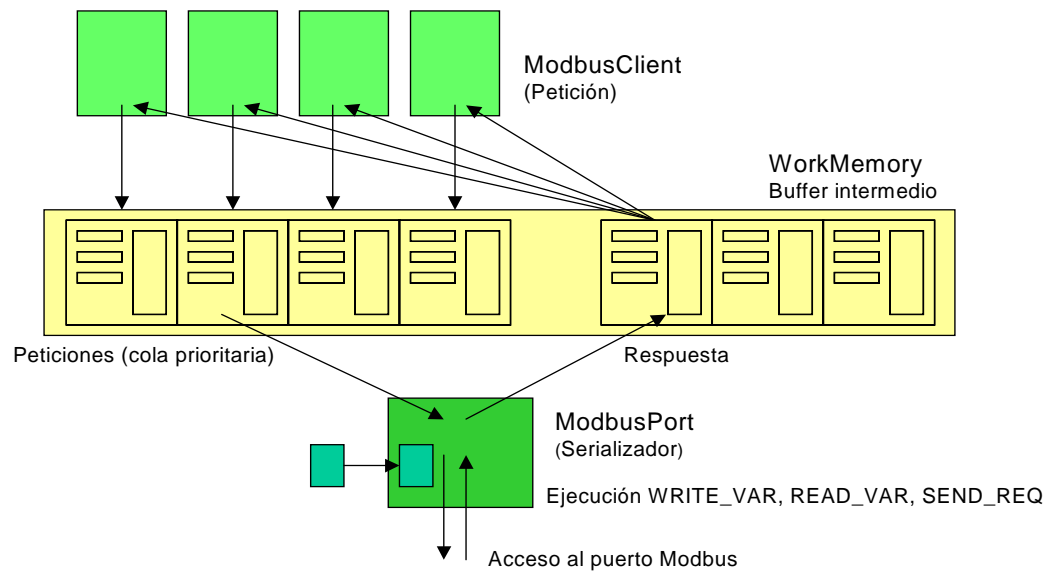 ModbusClient
(Petición)
WorkMemory
Buffer intermedio
Peticiones (cola prioritaria)
Respuesta
ModbusPort
(Serializador)
Ejecución WRITE_VAR, READ_VAR, SEND_REQ
Acceso al puerto Modbus